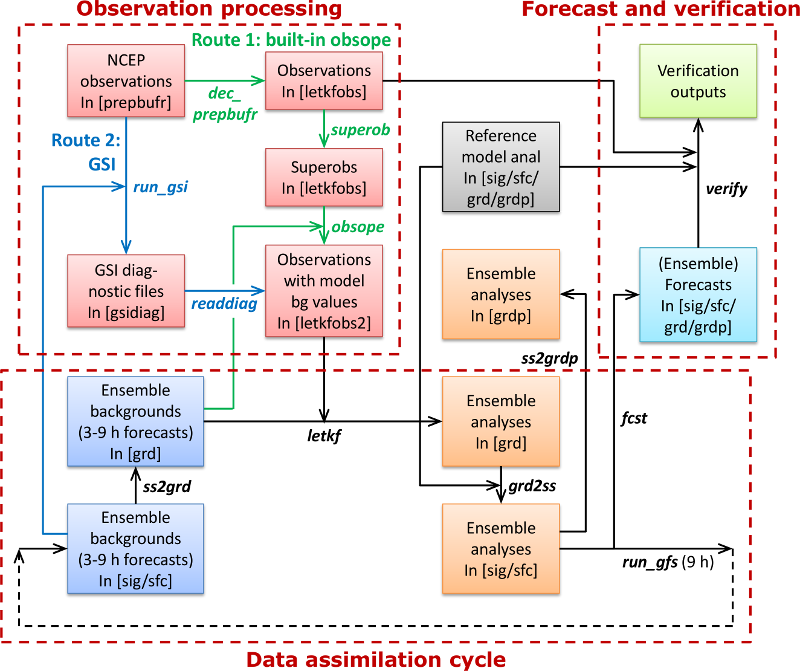 Observation processing
Forecast and verification
Route 1: built-in obsope
NCEP
observations
In [prepbufr]
dec_
prepbufr
Observations
In [letkfobs]
Verification
outputs
superob
Route 2:
GSI
Reference
model anal
In [sig/sfc/
grd/grdp]
run_gsi
Superobs
In [letkfobs]
verify
obsope
GSI diag-
nostic files
In [gsidiag]
readdiag
Observations
with model
bg values
In [letkfobs2]
Ensemble
analyses
In [grdp]
(Ensemble)
Forecasts
In [sig/sfc/
grd/grdp]
ss2grdp
Ensemble
backgrounds
(3-9 h forecasts)
In [grd]
letkf
Ensemble
analyses
In [grd]
fcst
ss2grd
grd2ss
Ensemble
backgrounds
(3-9 h forecasts)
In [sig/sfc]
Ensemble
analyses
In [sig/sfc]
run_gfs (9 h)
Data assimilation cycle